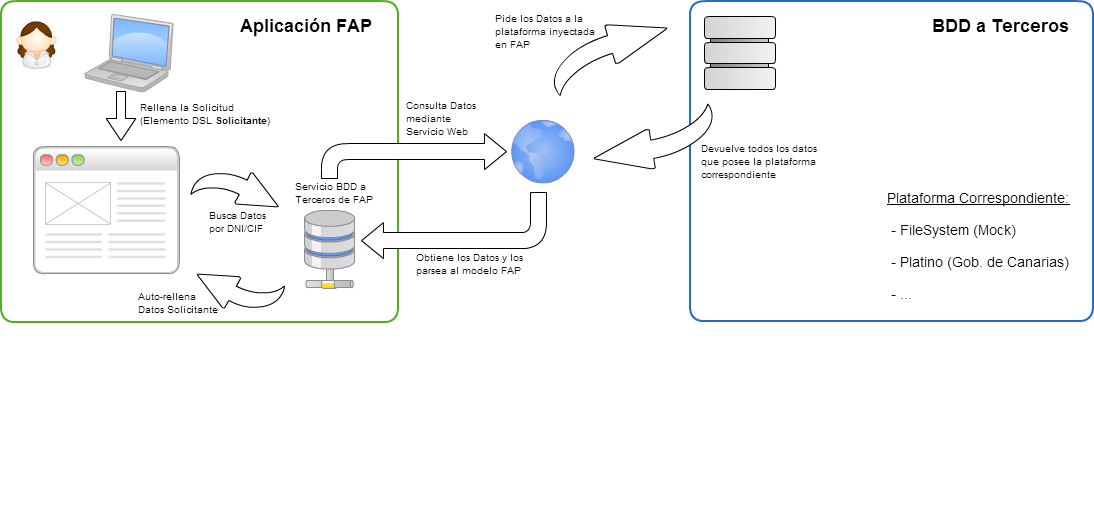 Aplicación FAP
Rellena la Solicitud
(Elemento DSL Solicitante)
Busca Datos
por DNI/CIF
Servicio BDD a
Terceros de FAP
Auto-rellena
Datos Solicitante
Consulta Datos
mediante
Servicio Web
Obtiene los Datos y los
parsea al modelo FAP
Pide los Datos a la
plataforma inyectada
en FAP
Devuelve todos los datos
que posee la plataforma
correspondiente
BDD a Terceros
Plataforma Correspondiente:
- FileSystem (Mock)
- Platino (Gob. de Canarias)
- ...